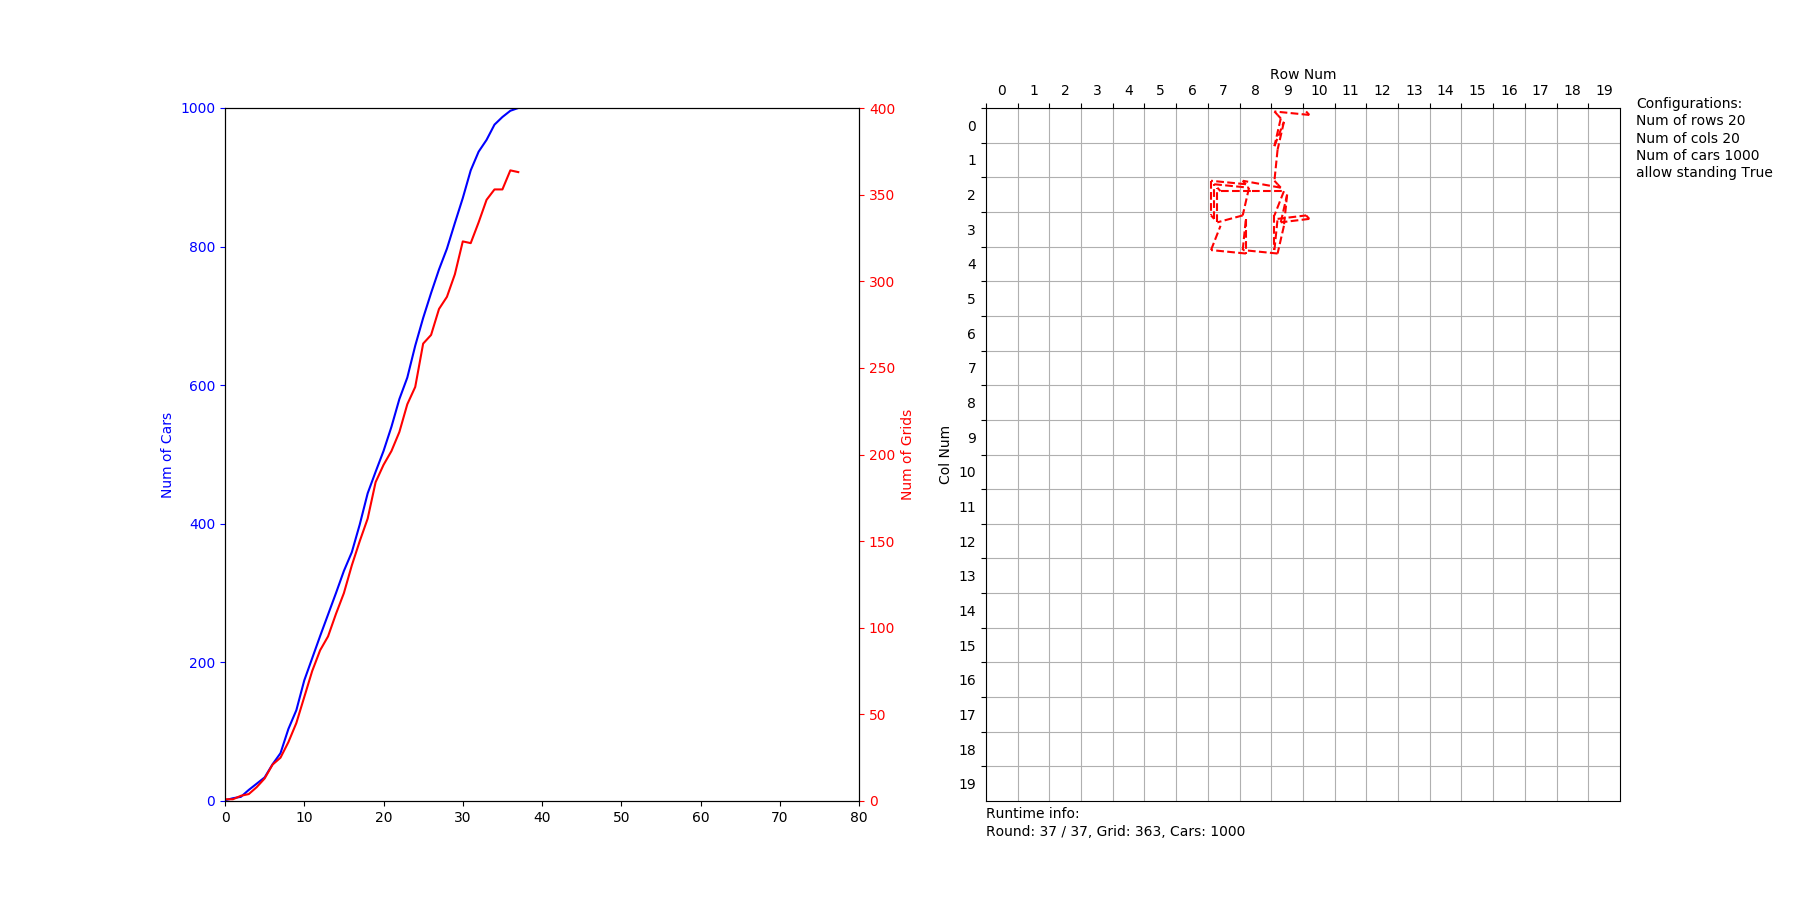 Row Num
0 1 2 3 4 5 6 7 8 9 10 11 12 13 14 15 16 17 18 19
1000
800
600
400
200
0
Num of Cars
0 10 20 30 40 50 60 70 80
400
350
300
250
200
150
100
50
0
Num of Grids
Col Num
0
1
2
3
4
5
6
7
8
9
10
11
12
13
14
15
16
17
18
19
Configurations:
Num of rows 20
Num of cols 20
Num of cars 1000
allow standing True
Runtime info:
Round: 37 / 37, Grid: 363, Cars: 1000